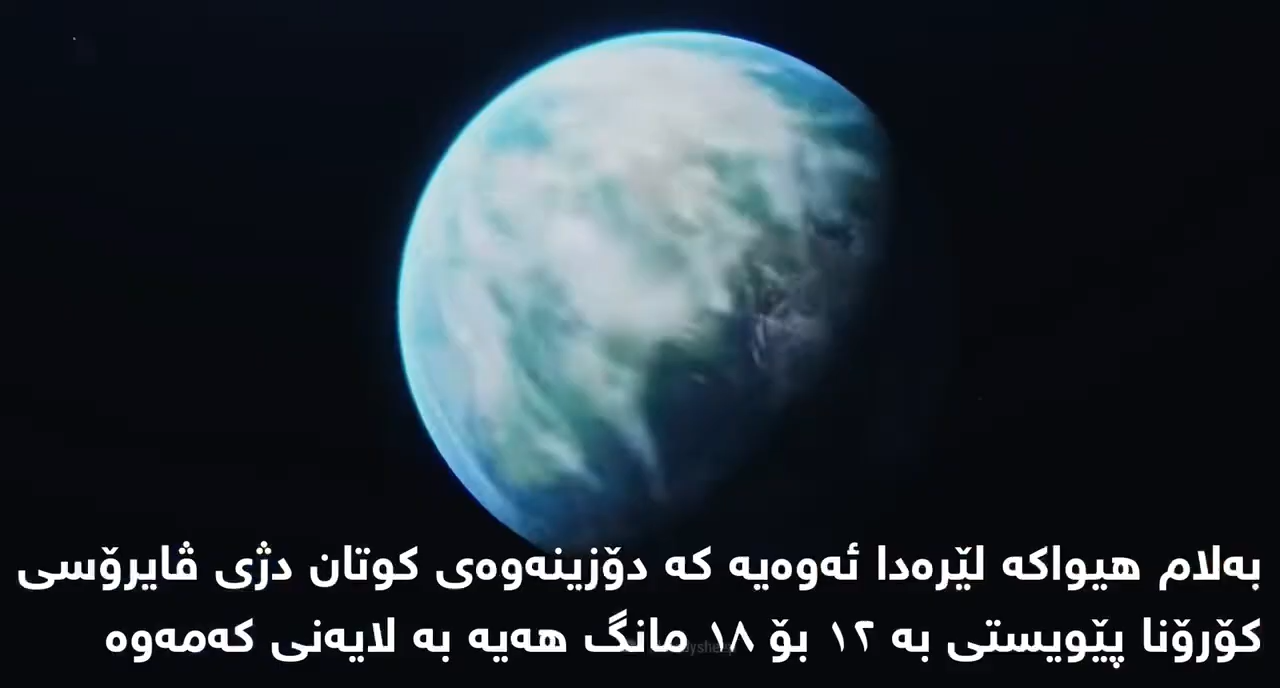 بەلام هیواکە لێرەدا ئەوەیە کە دۆزینەوەی کوتان دژی ڤایرۆسی
کۆرۆنا پێویستی بە ١٢ بۆ ١٨ مانگ هەیە بە لایەنی کەمەوە